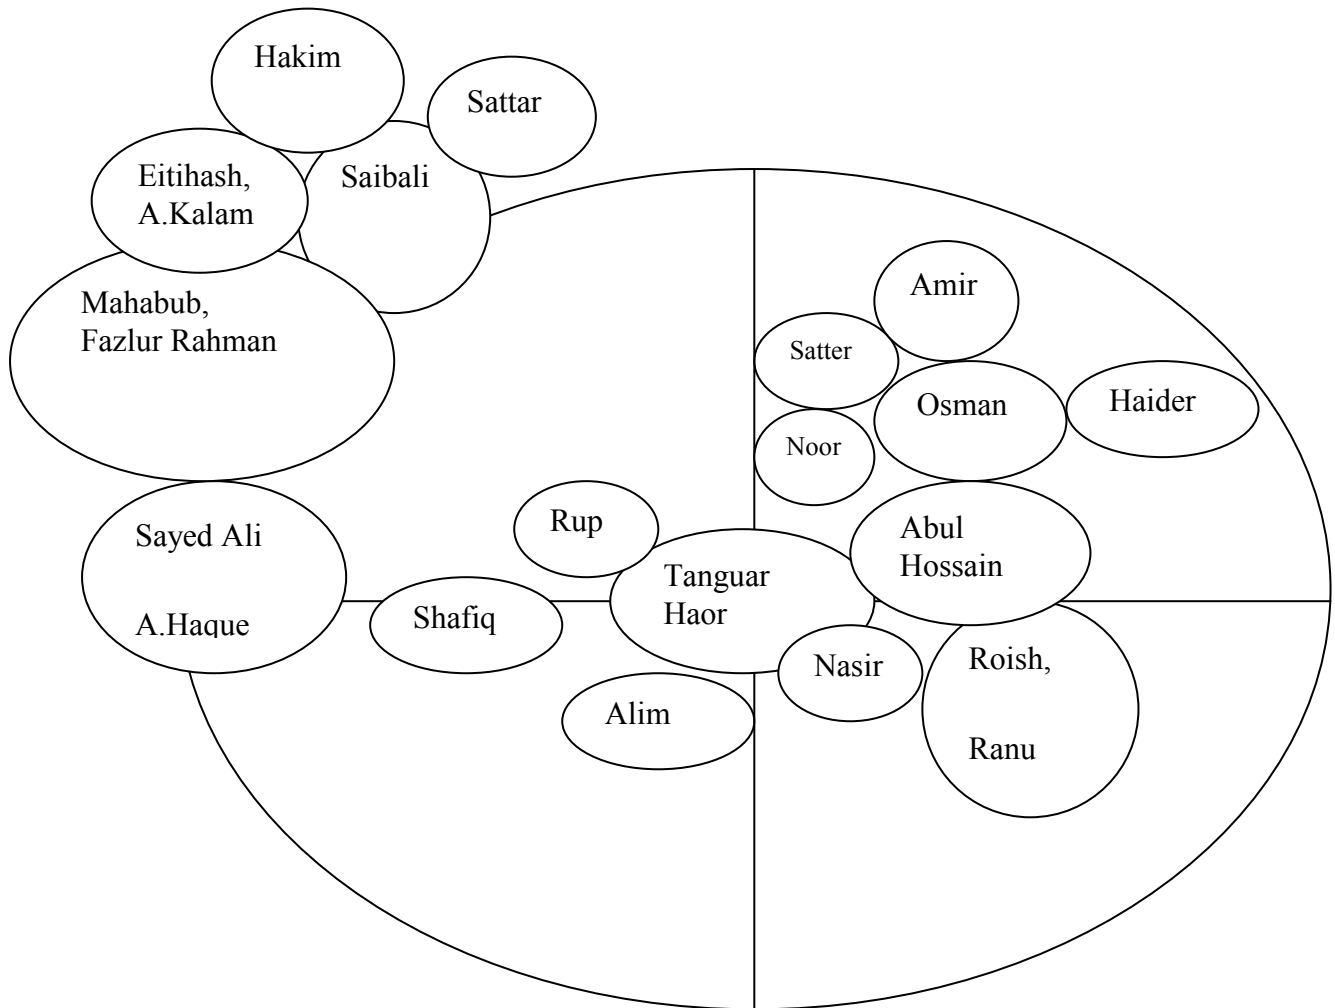 Hakim
Sattar
Eitihash,
A.Kalam
Saibali
Mahabub,
Fazlur Rahman
Amir
Satter
Osman
Haider
Noor
Rup
Abul
Hossain
Sayed Ali
A.Haque
Tanguar
Haor
Shafiq
Nasir
Roish,
Ranu
Alim